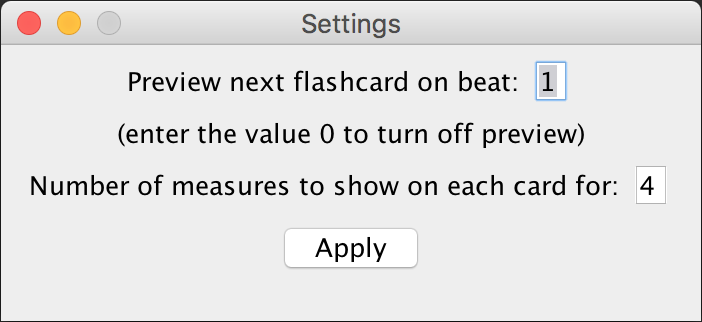 Settings
Preview next flashcard on beat: 1
(enter the value 0 to turn off preview)
Number of measures to show on each card for: 4
Apply